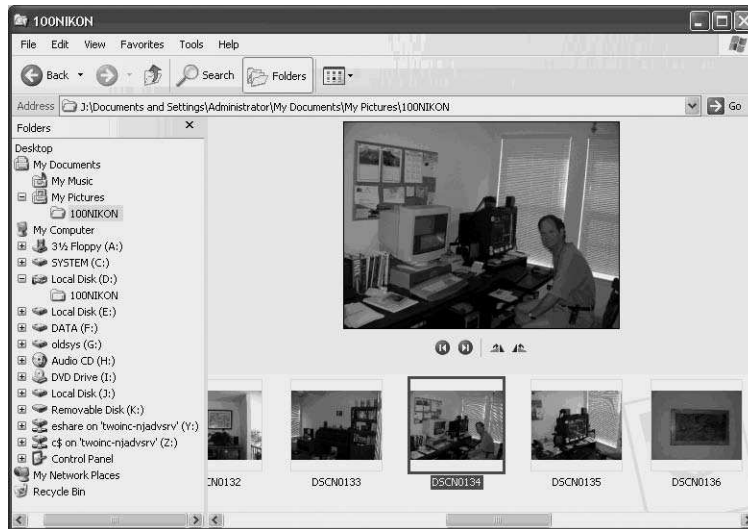 100NIKON
File Edit View Favorites Tools Help
Back Search Folders
Address J:\Documents and Settings\Administrator\My Documents\My Pictures\100NIKON Go
Folders
Desktop
My Documents
My Music
My Pictures
100NIKON
My Computer
3½ Floppy (A:)
SYSTEM (C:)
Local Disk (D:)
100NIKON
Local Disk (E:)
DATA (F:)
oldsys (G:)
Audio CD (H:)
DVD Drive (I:)
Local Disk (J:)
Removable Disk (K:)
eshare on 'twoinc-njadvsrv' (Y:)
c$ on 'twoinc-njadvsrv' (Z:)
Control Panel
My Network Places
Recycle Bin
CN0132 DSCN0133 DSCN0134 DSCN0135 DSCN0136